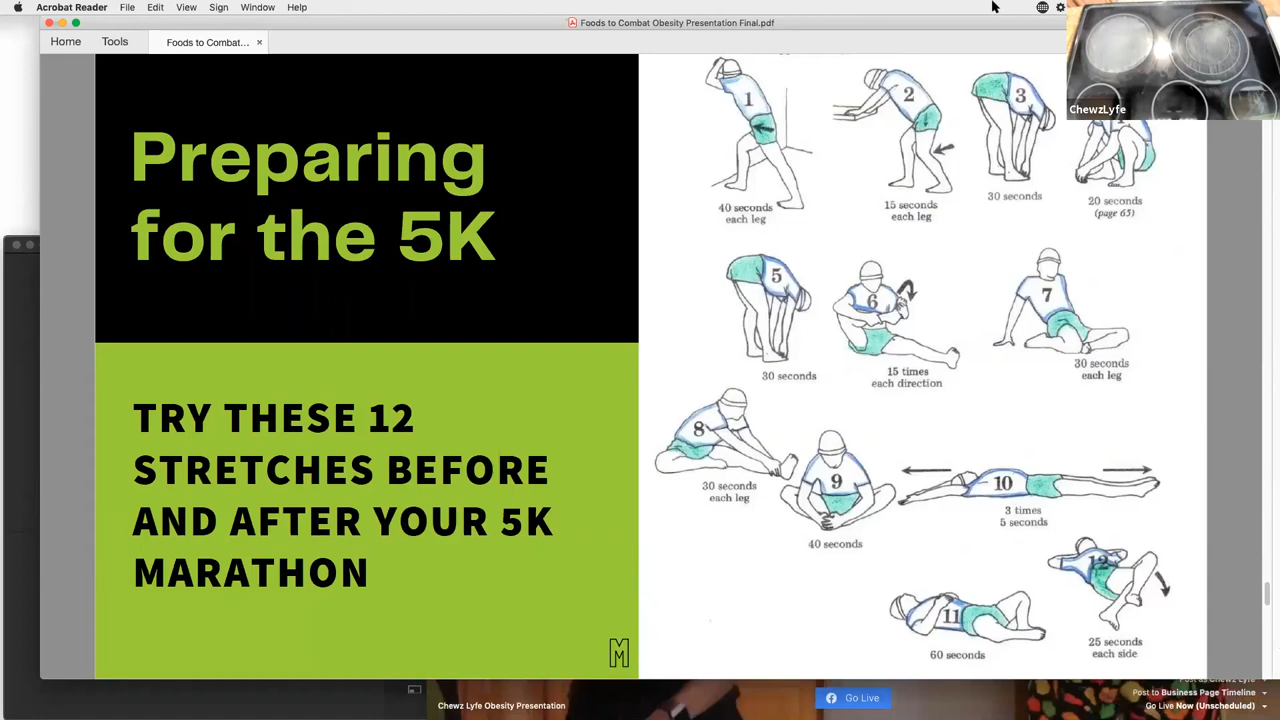 Acrobat Reader File Edit View Sign Window Help
Foods to Combat Obesity Presentation Final.pdf
Home Tools Foods to Combat... ×
ChewzLyfe
Preparing
for the 5K
TRY THESE 12
STRETCHES BEFORE
AND AFTER YOUR 5K
MARATHON
1
40 seconds
each leg
2
15 seconds
each leg
3
30 seconds
20 seconds
(page 65)
5
30 seconds
6
15 times
each direction
7
30 seconds
each leg
8
30 seconds
each leg
9
40 seconds
10
3 times
5 seconds
11
60 seconds
12
25 seconds
each side
Chewz Lyfe Obesity Presentation
Go Live
Post as Chewz Lyfe
Post to Business Page Timeline
Go Live Now (Unscheduled)